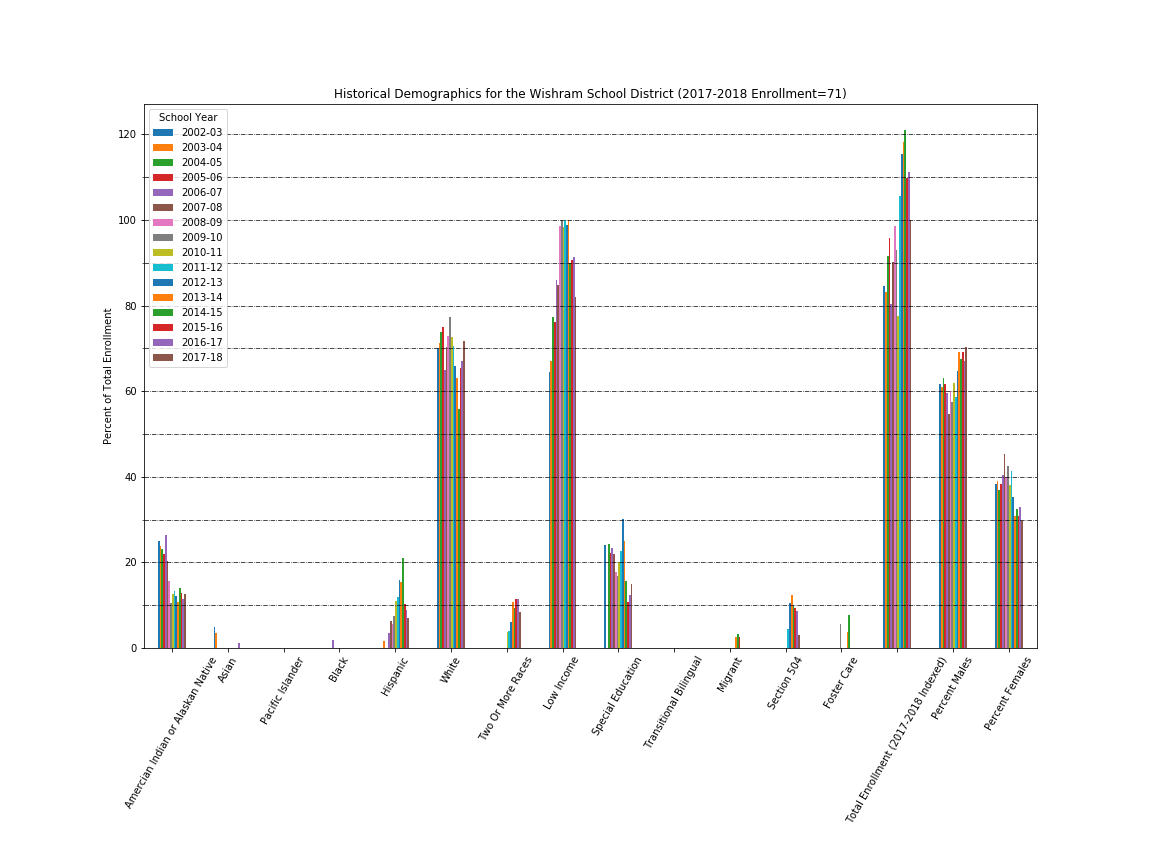 Historical Demographics for the Wishram School District (2017-2018 Enrollment=71)
School Year
2002-03
2003-04
2004-05
2005-06
2006-07
2007-08
2008-09
2009-10
2010-11
2011-12
2012-13
2013-14
2014-15
2015-16
2016-17
2017-18
Percent of Total Enrollment
120
100
80
60
40
20
0
Amercian Indian or Alaskan Native
Asian
Pacific Islander
Black
Hispanic
White
Two Or More Races
Low Income
Special Education
Transitional Bilingual
Migrant
Section 504
Foster Care
Total Enrollment (2017-2018 Indexed)
Percent Males
Percent Females